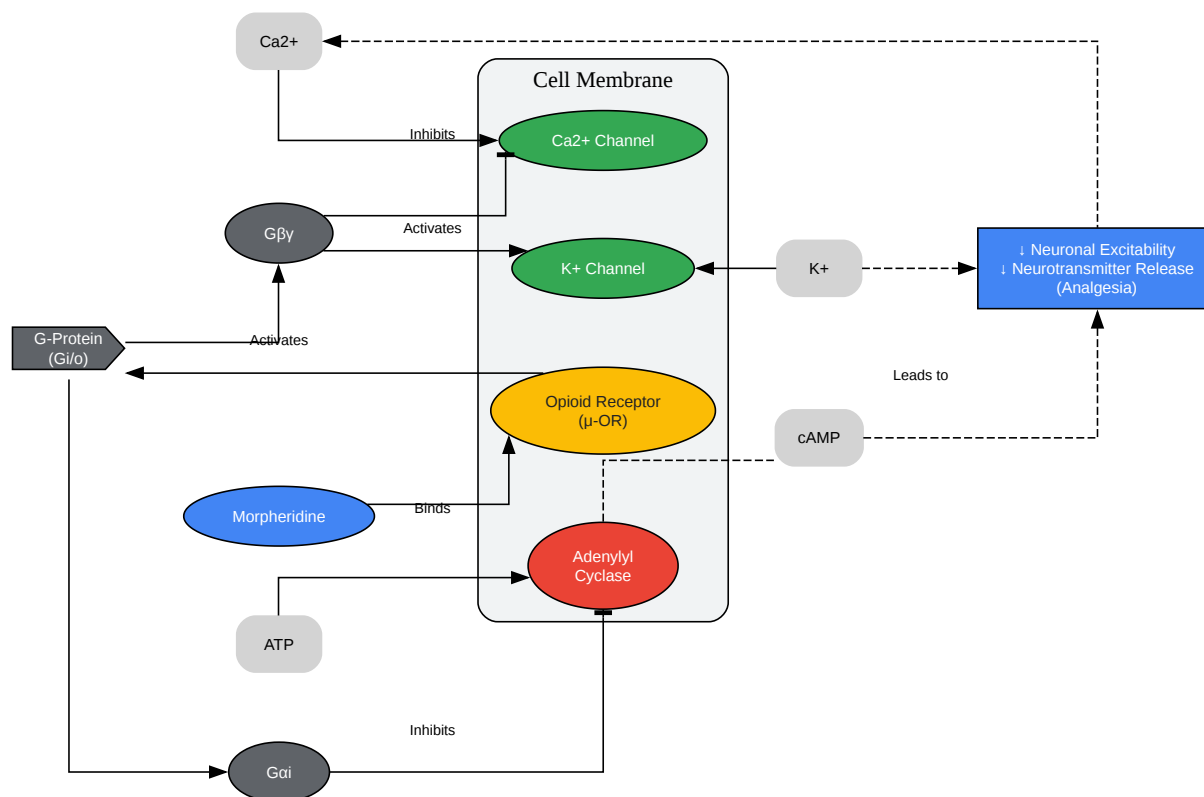 Ca2+
Cell Membrane
Inhibits
Ca2+ Channel
Gβγ
Activates
K+ Channel
K+
↓ Neuronal Excitability
↓ Neurotransmitter Release
(Analgesia)
G-Protein
(Gi/o)
Activates
Leads to
Opioid Receptor
(μ-OR)
cAMP
Morpheridine
Binds
Adenylyl
Cyclase
ATP
Inhibits
Gαi